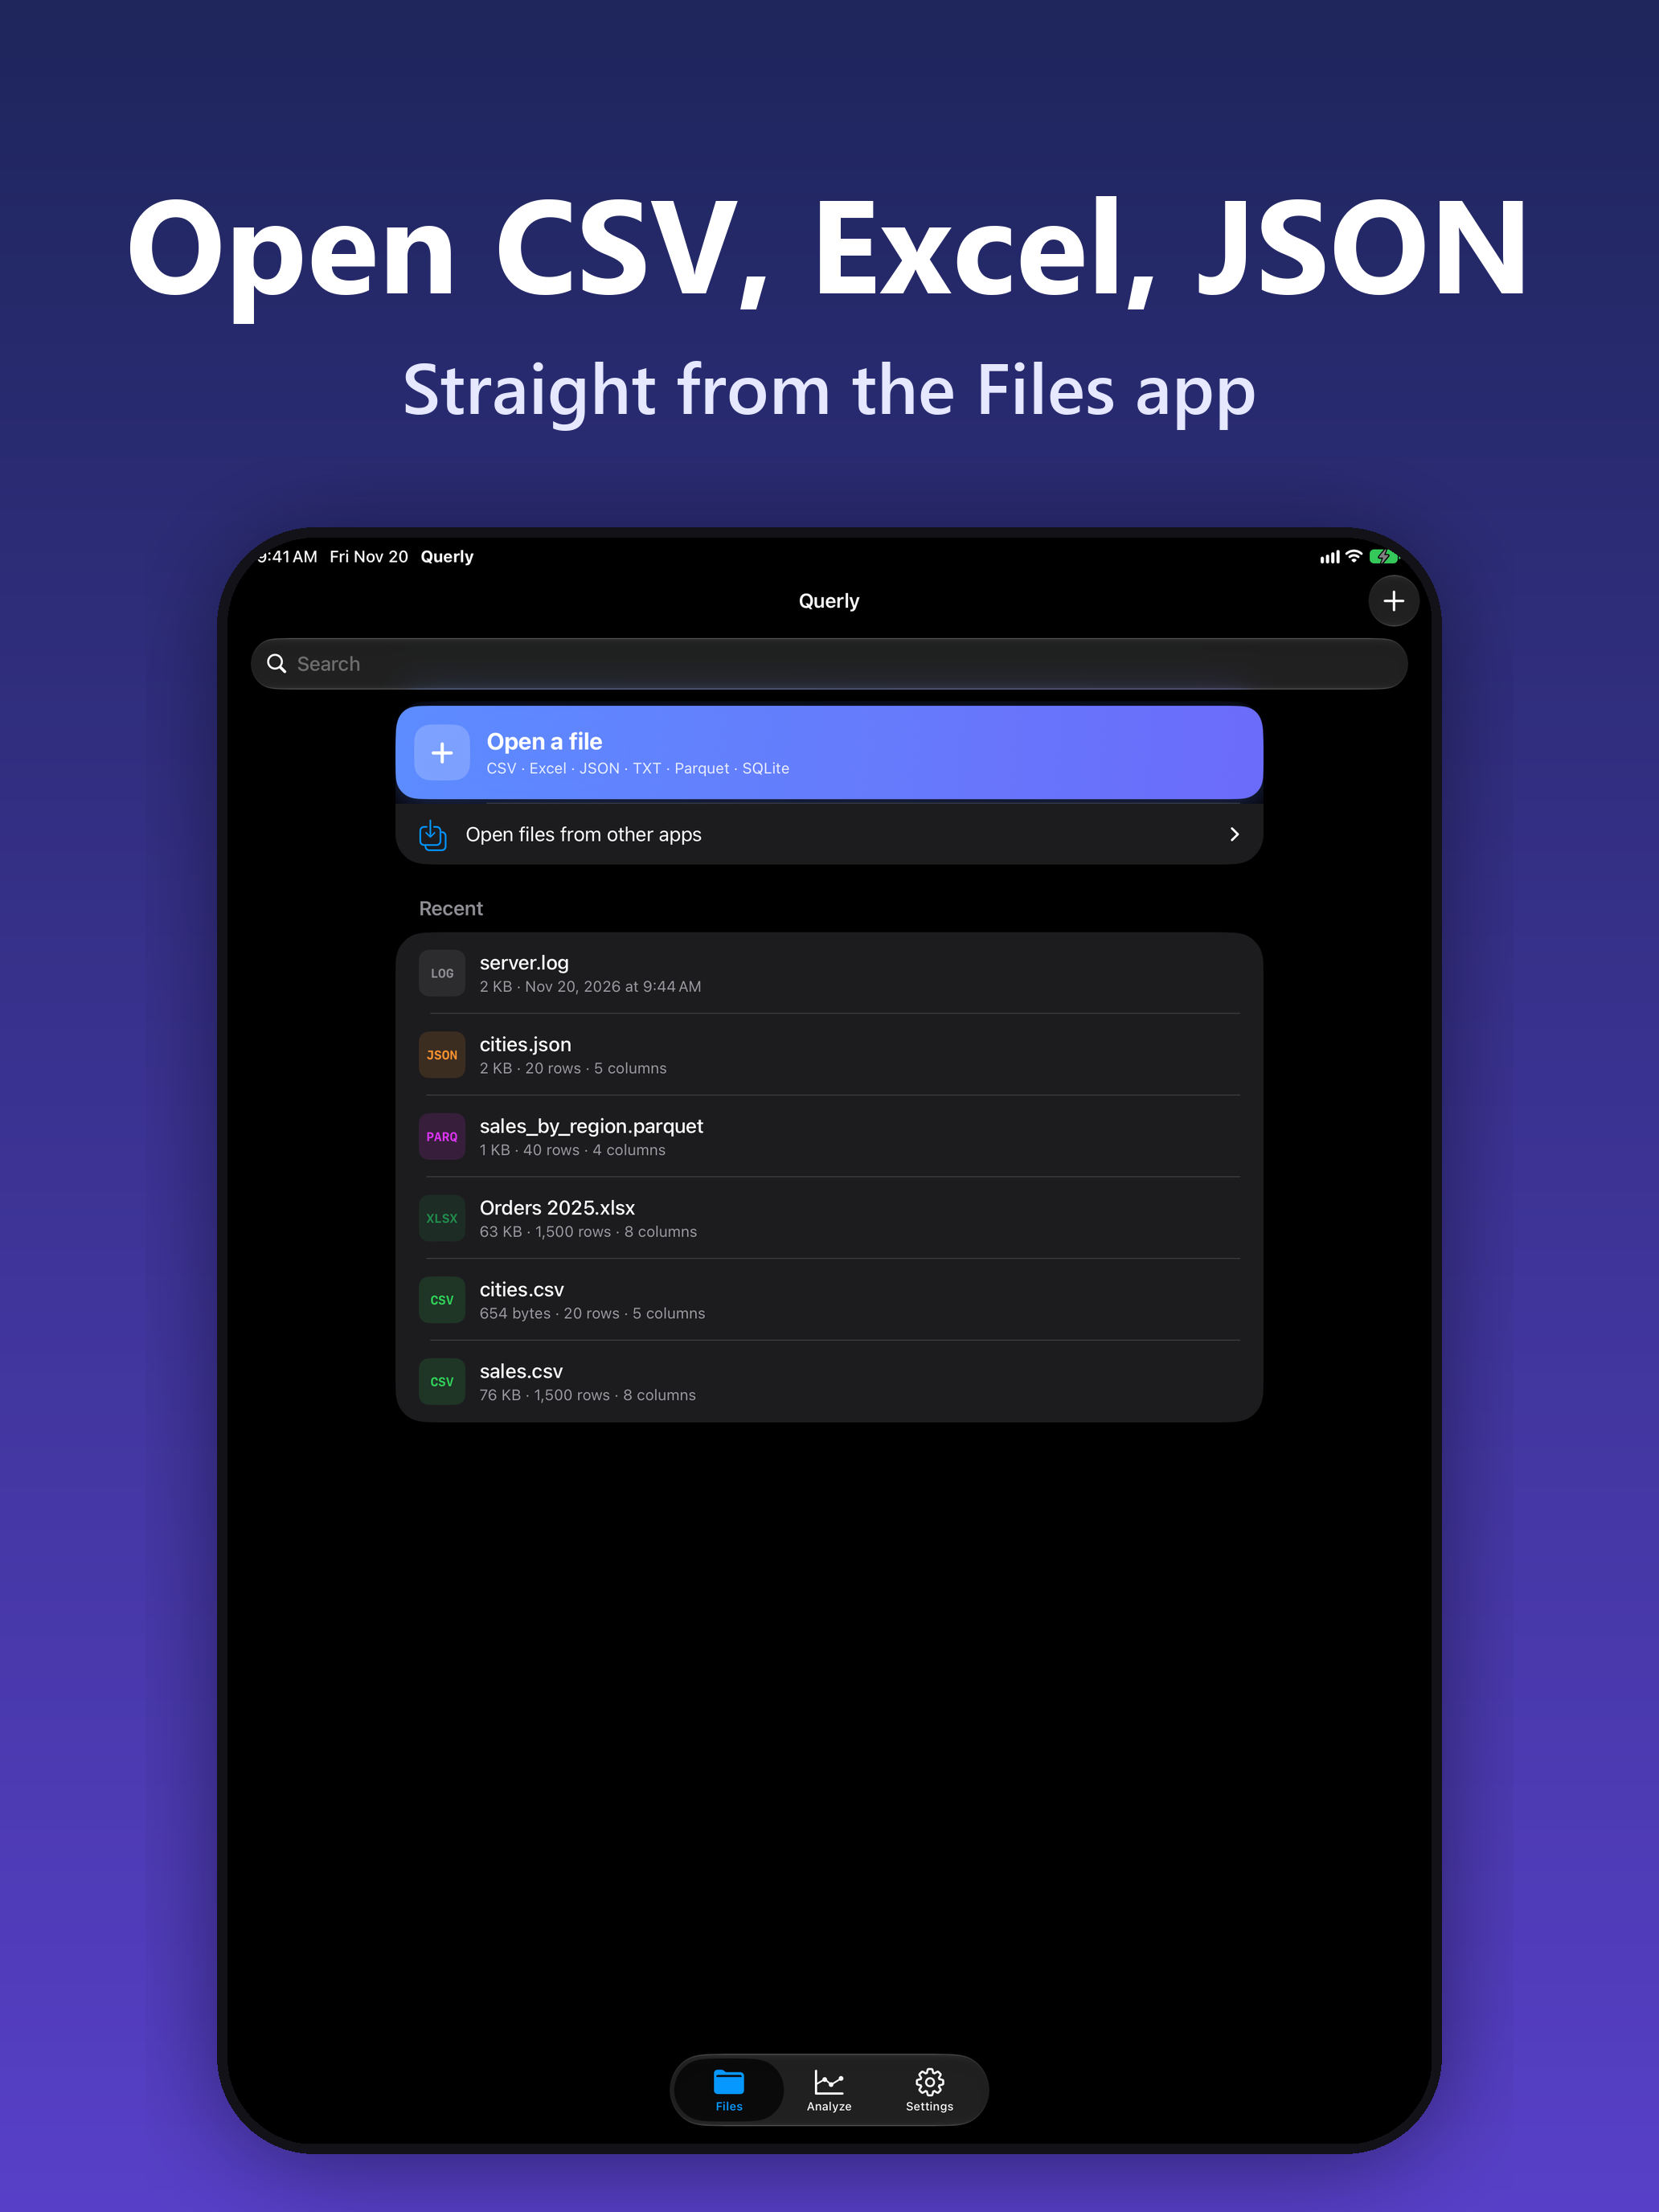 Open CSV, Excel, JSON
Straight from the Files app
9:41 AM Fri Nov 20 Querly
Querly
Search
Open a file
CSV · Excel · JSON · TXT · Parquet · SQLite
Open files from other apps
Recent
LOG
server.log
2 KB · Nov 20, 2026 at 9:44 AM
JSON
cities.json
2 KB · 20 rows · 5 columns
PARQ
sales_by_region.parquet
1 KB · 40 rows · 4 columns
XLSX
Orders 2025.xlsx
63 KB · 1,500 rows · 8 columns
CSV
cities.csv
654 bytes · 20 rows · 5 columns
CSV
sales.csv
76 KB · 1,500 rows · 8 columns
Files Analyze Settings